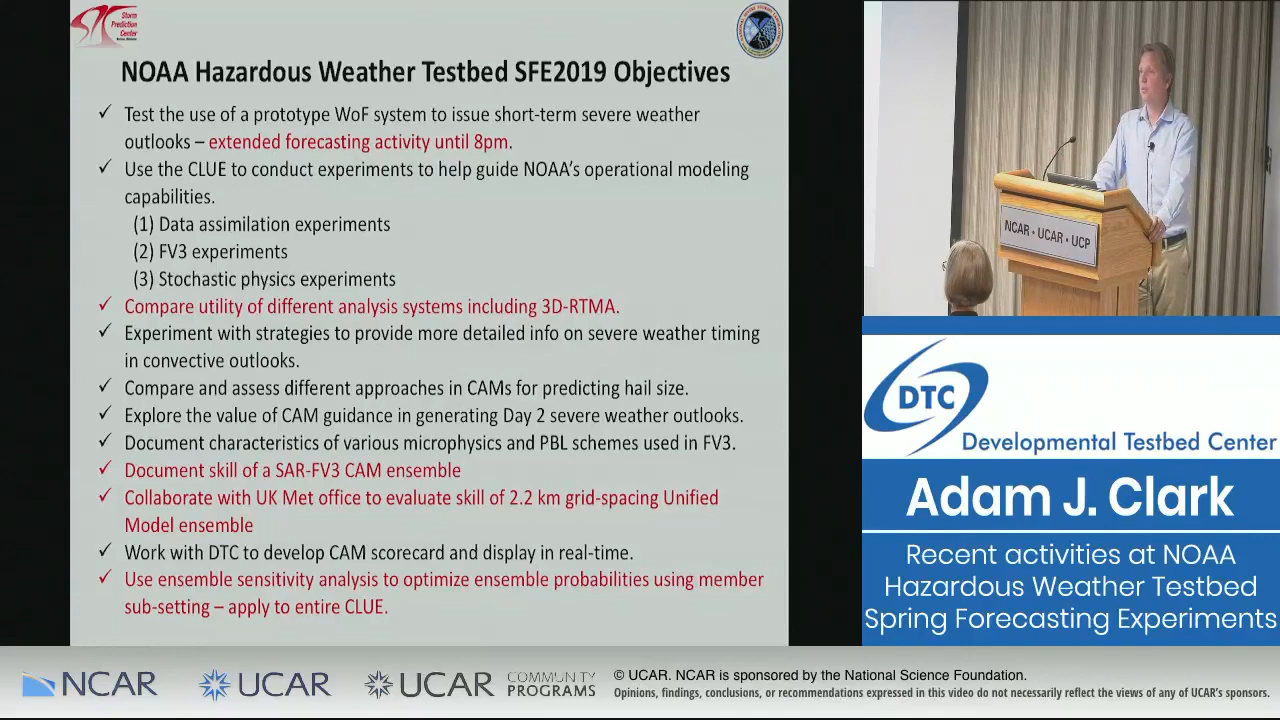 Storm
Prediction
Center
NOAA Hazardous Weather Testbed SFE2019 Objectives
✓ Test the use of a prototype WoF system to issue short-term severe weather
outlooks – extended forecasting activity until 8pm.
✓ Use the CLUE to conduct experiments to help guide NOAA's operational modeling
capabilities.
(1) Data assimilation experiments
(2) FV3 experiments
(3) Stochastic physics experiments
✓ Compare utility of different analysis systems including 3D-RTMA.
✓ Experiment with strategies to provide more detailed info on severe weather timing
in convective outlooks.
✓ Compare and assess different approaches in CAMs for predicting hail size.
✓ Explore the value of CAM guidance in generating Day 2 severe weather outlooks.
✓ Document characteristics of various microphysics and PBL schemes used in FV3.
✓ Document skill of a SAR-FV3 CAM ensemble
✓ Collaborate with UK Met office to evaluate skill of 2.2 km grid-spacing Unified
Model ensemble
✓ Work with DTC to develop CAM scorecard and display in real-time.
✓ Use ensemble sensitivity analysis to optimize ensemble probabilities using member
sub-setting – apply to entire CLUE.
NCAR • UCAR • UCP
DTC
Developmental Testbed Center
Adam J. Clark
Recent activities at NOAA
Hazardous Weather Testbed
Spring Forecasting Experiments
NCAR
UCAR
UCAR
COMMUNITY
PROGRAMS
© UCAR. NCAR is sponsored by the National Science Foundation.
Opinions, findings, conclusions, or recommendations expressed in this video do not necessarily reflect the views of any of UCAR's sponsors.